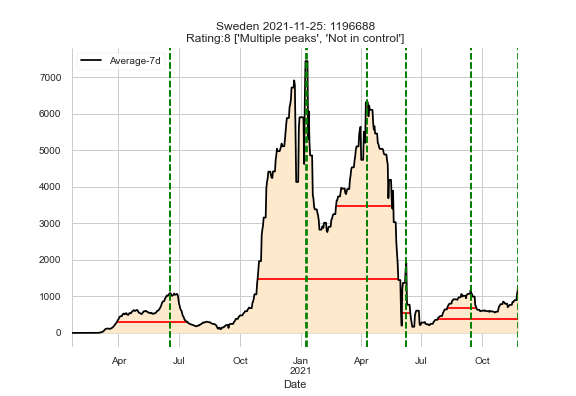 Sweden 2021-11-25: 1196688
Rating:8 ['Multiple peaks', 'Not in control']
Average-7d
7000
6000
5000
4000
3000
2000
1000
0
Apr Jul Oct Jan Apr Jul Oct
2021
Date